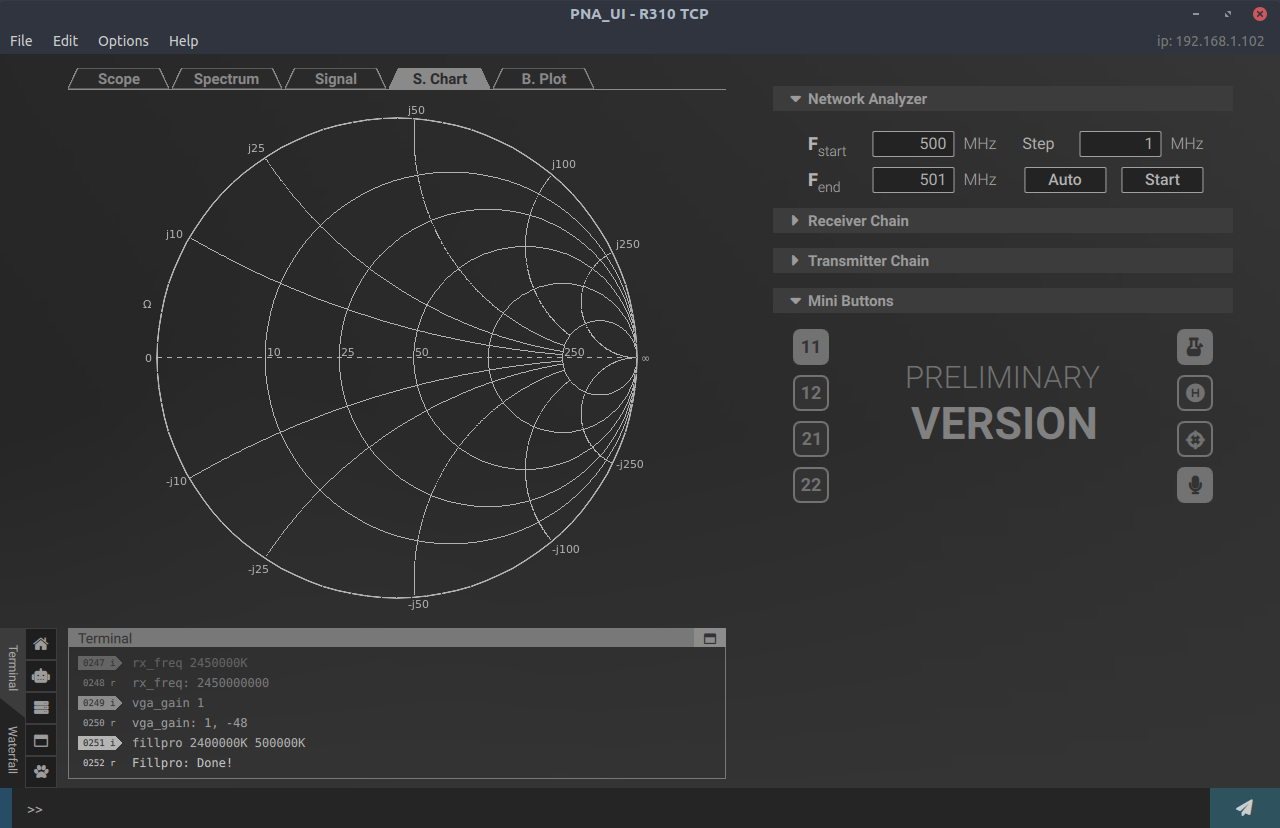 PNA_UI - R310 TCP
File Edit Options Help
ip: 192.168.1.102
Scope Spectrum Signal S. Chart B. Plot
j50
j25
j100
j10
j250
Ω
0 10 25 50 250 ∞
-j10
-j250
-j25
-j100
-j50
Network Analyzer
Fstart 500 MHz Step 1 MHz
Fend 501 MHz Auto Start
Receiver Chain
Transmitter Chain
Mini Buttons
11
12
21
22
PRELIMINARY
VERSION
H
Terminal
Waterfall
Terminal
0247 i rx_freq 2450000K
0248 r rx_freq: 2450000000
0249 i vga_gain 1
0250 r vga_gain: 1, -48
0251 i fillpro 2400000K 500000K
0252 r Fillpro: Done!
>>